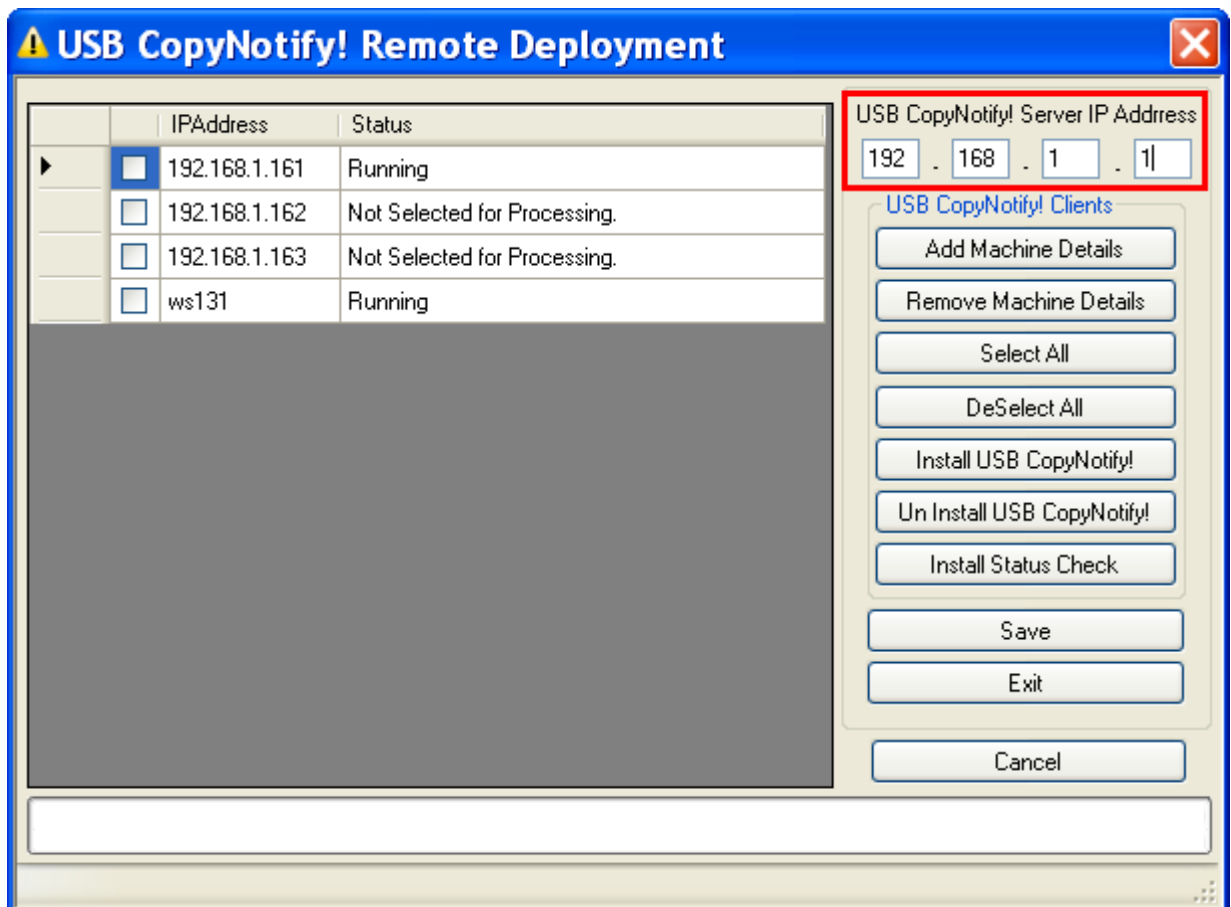 USB CopyNotify! Remote Deployment
IPAddress Status
192.168.1.161 Running
192.168.1.162 Not Selected for Processing.
192.168.1.163 Not Selected for Processing.
ws131 Running
USB CopyNotify! Server IP Addrress
192 . 168 . 1 . 1
USB CopyNotify! Clients
Add Machine Details
Remove Machine Details
Select All
DeSelect All
Install USB CopyNotify!
Un Install USB CopyNotify!
Install Status Check
Save
Exit
Cancel